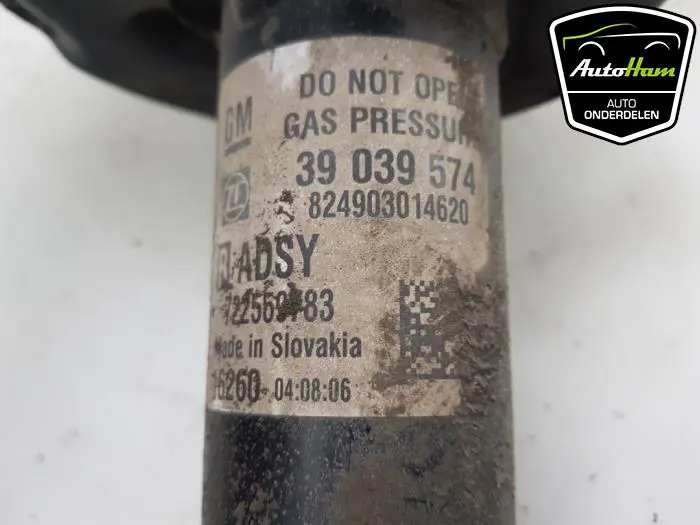 AutoHam
AUTO
ONDERDELEN
GM
DO NOT OPE
GAS PRESSUR
39 039 574
824903014620
ADSY
Made in Slovakia
16260 04:08:06